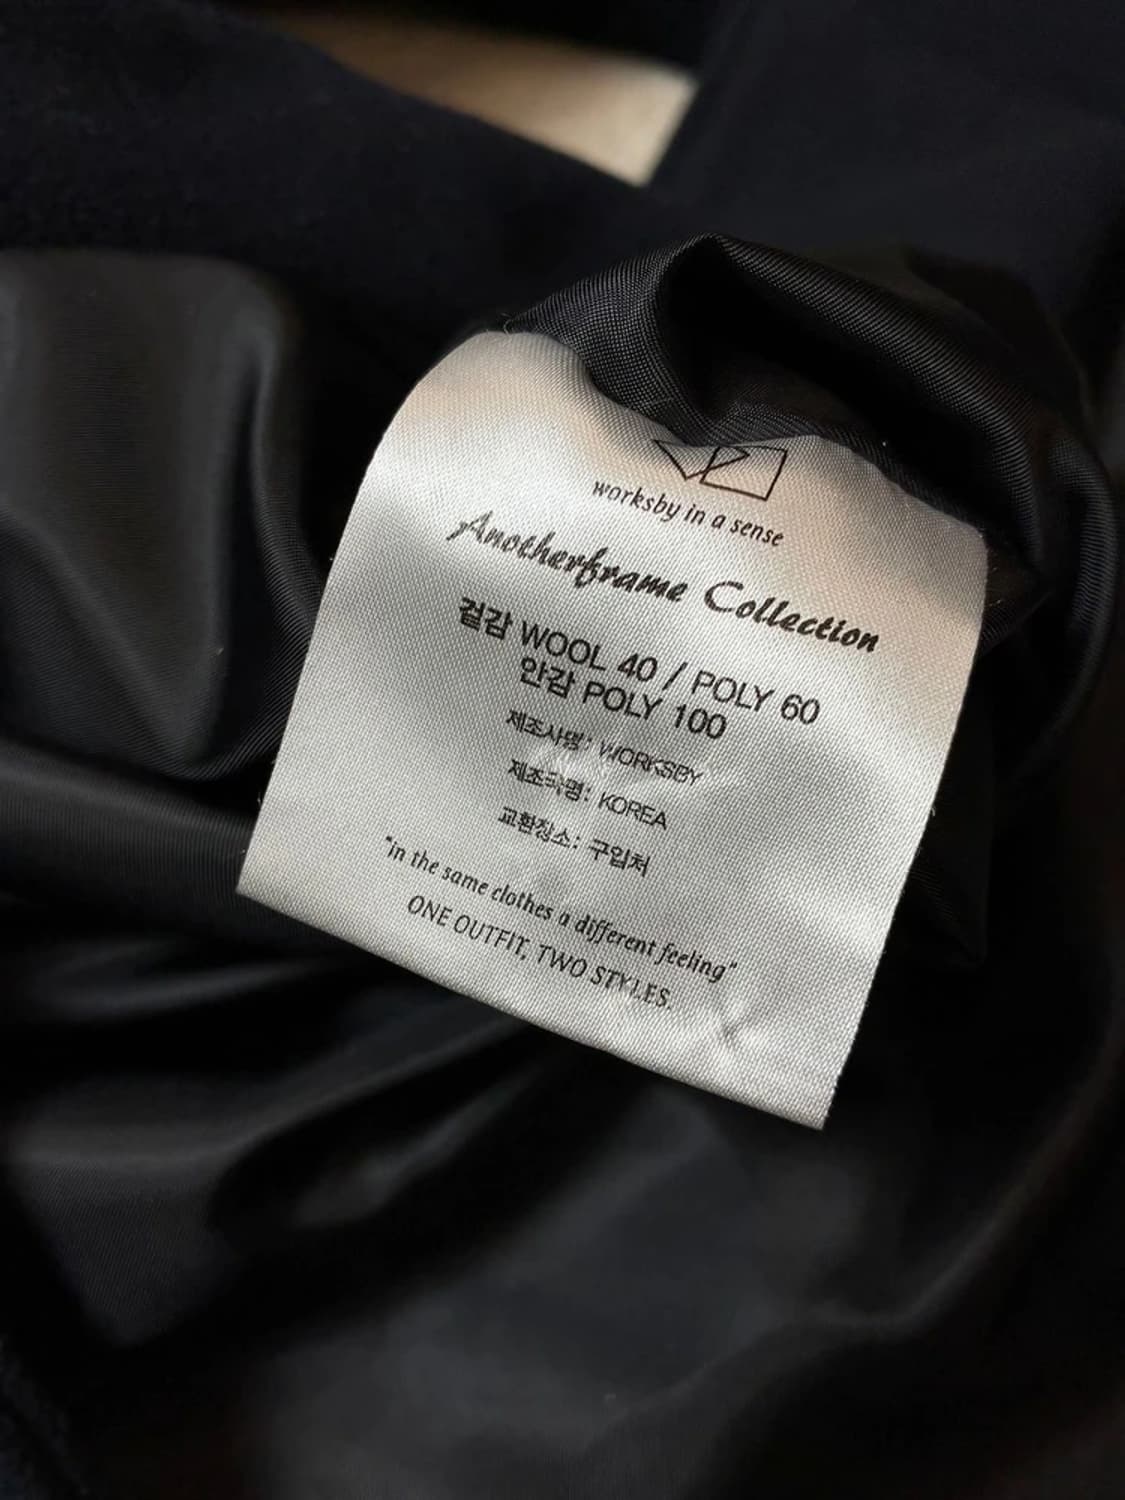 worksby in a sense
Anotherframe Collection
겉감 WOOL 40 / POLY 60
안감 POLY 100
제조사명: WORKSBY
제조국명: KOREA
교환장소: 구입처
"in the same clothes a different feeling"
ONE OUTFIT, TWO STYLES.